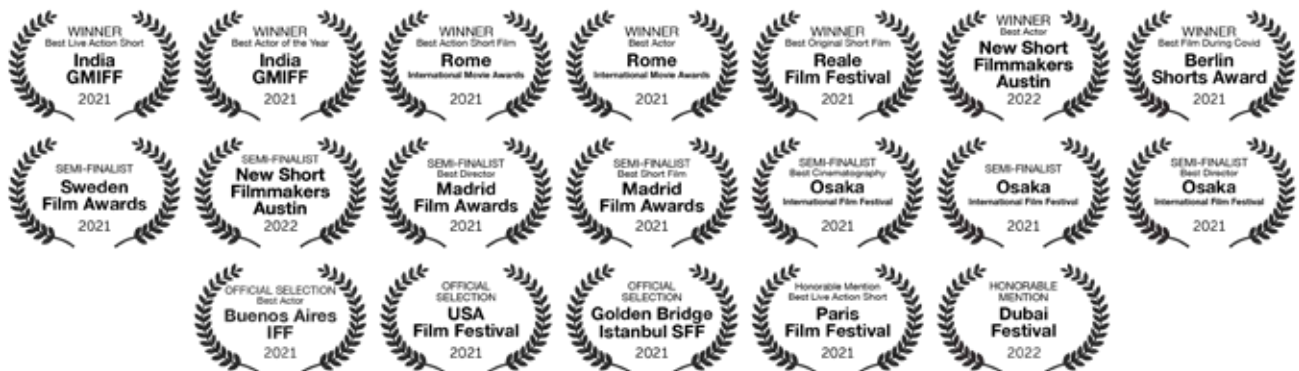 WINNER
Best Live Action Short
India
GMIFF
2021
WINNER
Best Actor of the Year
India
GMIFF
2021
WINNER
Best Action Short Film
Rome
International Movie Awards
2021
WINNER
Best Actor
Rome
International Movie Awards
2021
WINNER
Best Original Short Film
Reale
Film Festival
2021
WINNER
Best Actor
New Short
Filmmakers
Austin
2022
WINNER
Best Film During Covid
Berlin
Shorts Award
2021
SEMI-FINALIST
Sweden
Film Awards
2021
SEMI-FINALIST
New Short
Filmmakers
Austin
2022
SEMI-FINALIST
Best Director
Madrid
Film Awards
2021
SEMI-FINALIST
Best Short Film
Madrid
Film Awards
2021
SEMI-FINALIST
Best Cinematography
Osaka
International Film Festival
2021
SEMI-FINALIST
Osaka
International Film Festival
2021
SEMI-FINALIST
Best Director
Osaka
International Film Festival
2021
OFFICIAL SELECTION
Best Actor
Buenos Aires
IFF
2021
OFFICIAL
SELECTION
USA
Film Festival
2021
OFFICIAL
SELECTION
Golden Bridge
Istanbul SFF
2021
Honorable Mention
Best Live Action Short
Paris
Film Festival
2021
HONORABLE
MENTION
Dubai
Festival
2022